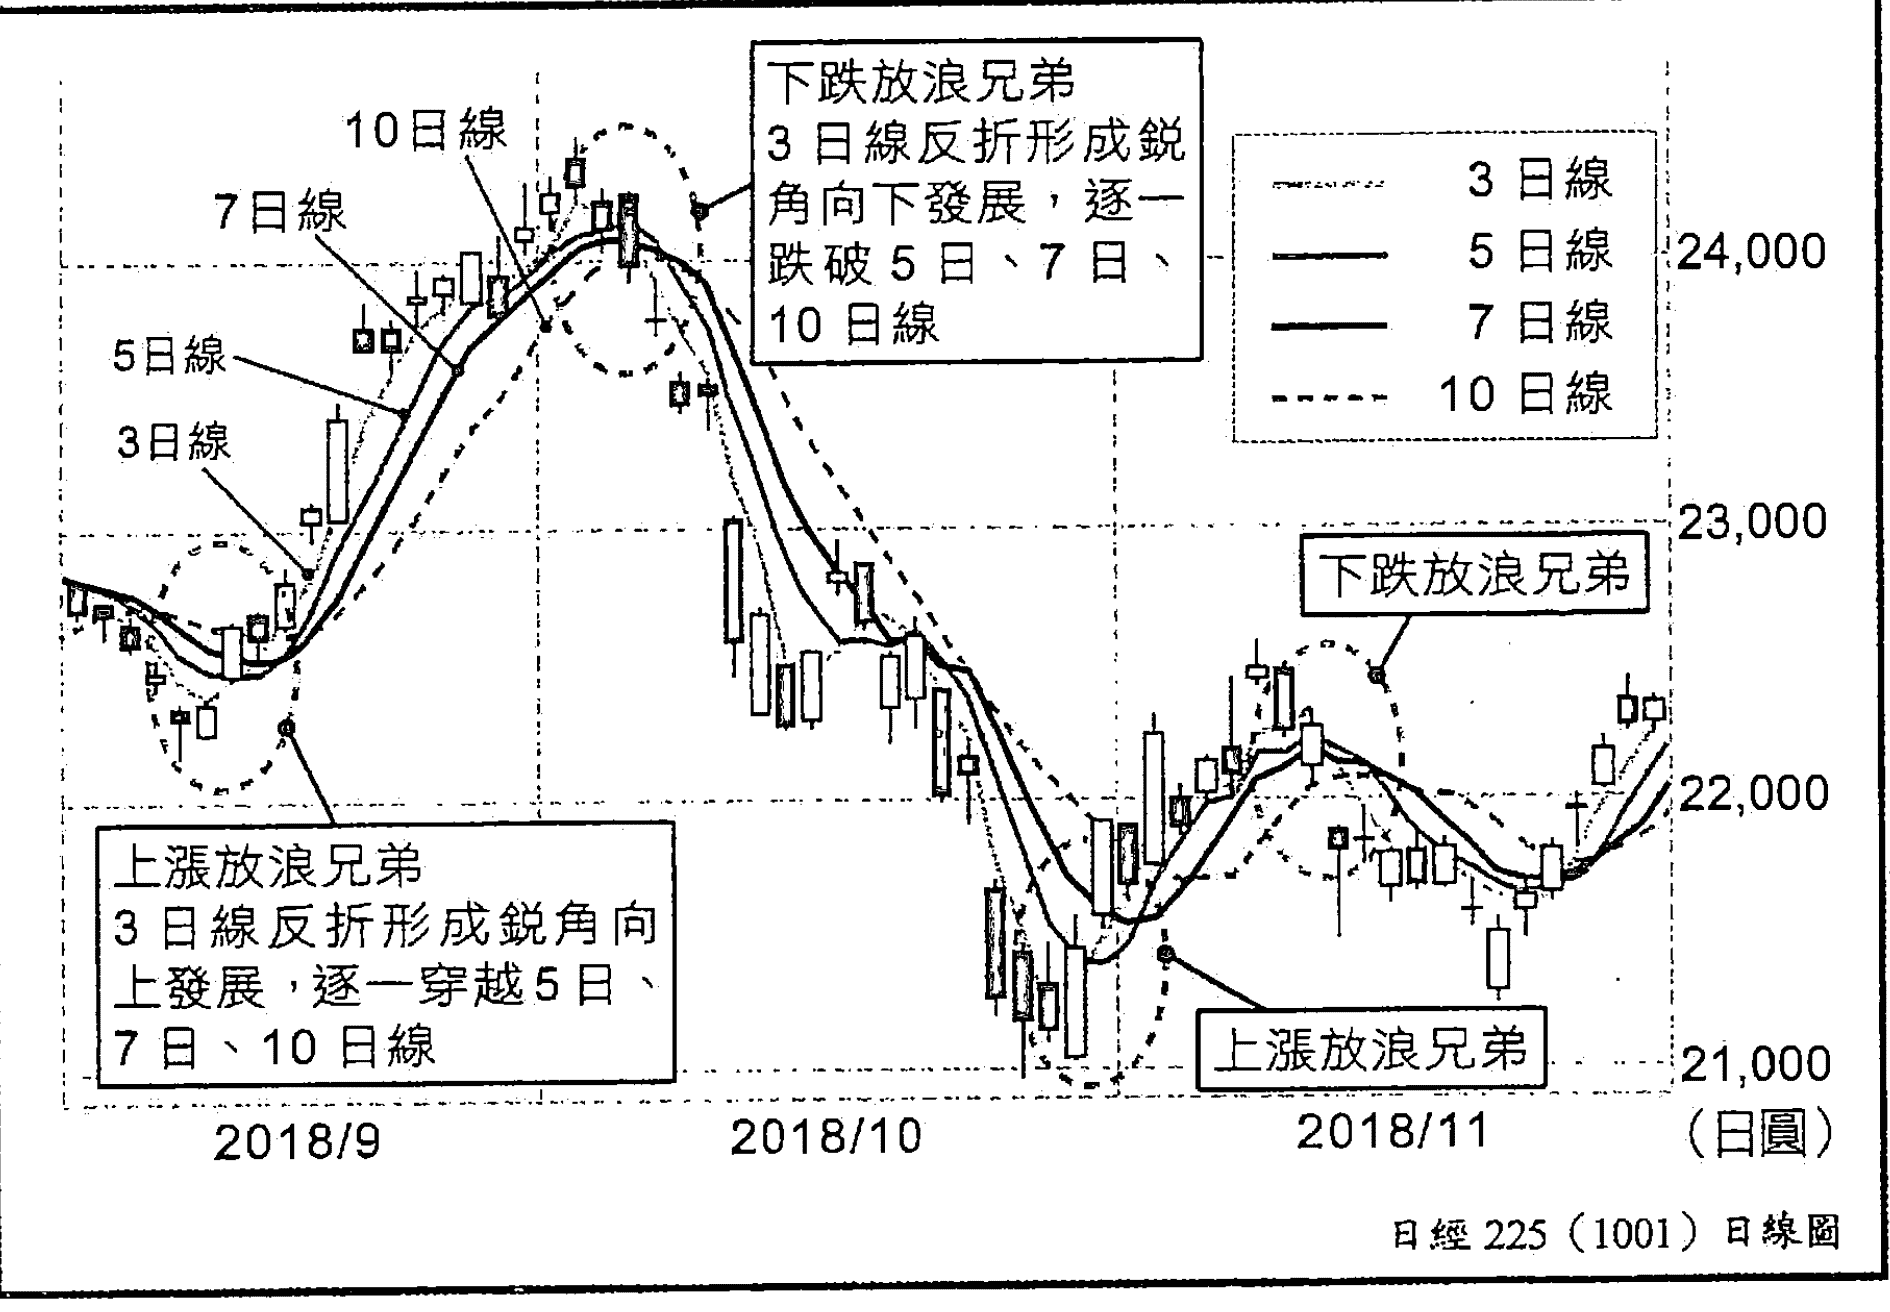 下跌放浪兄弟
3日線反折形成鋭
角向下發展，逐一
跌破5日、7日、
10日線
10日線
7日線
5日線
3日線
3日線
5日線
7日線
10日線
24,000
23,000
22,000
21,000
（日圓）
下跌放浪兄弟
上漲放浪兄弟
3日線反折形成鋭角向
上發展，逐一穿越5日、
7日、10日線
上漲放浪兄弟
2018/9
2018/10
2018/11
日經225（1001）日線圖